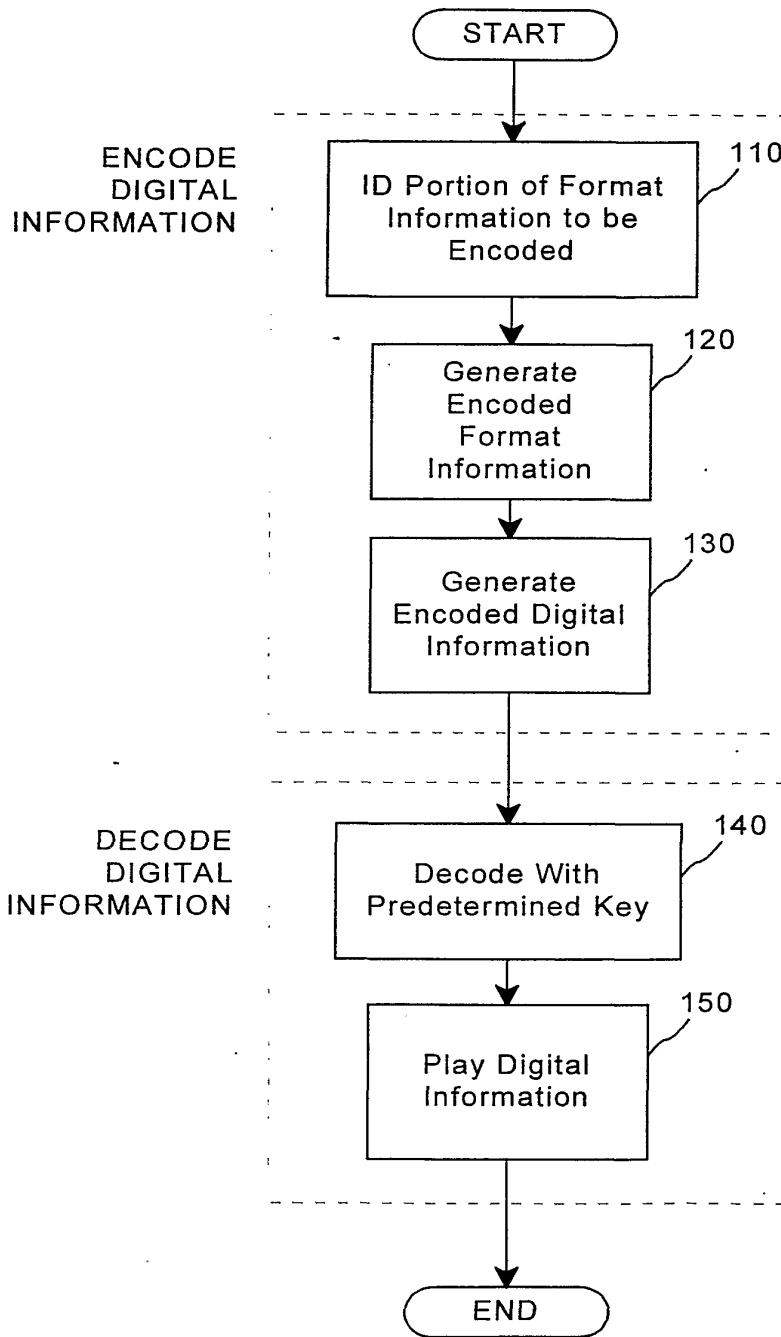 START
ENCODE
DIGITAL
INFORMATION
110
ID Portion of Format
Information to be
Encoded
120
Generate
Encoded
Format
Information
130
Generate
Encoded Digital
Information
DECODE
DIGITAL
INFORMATION
140
Decode With
Predetermined Key
150
Play Digital
Information
END